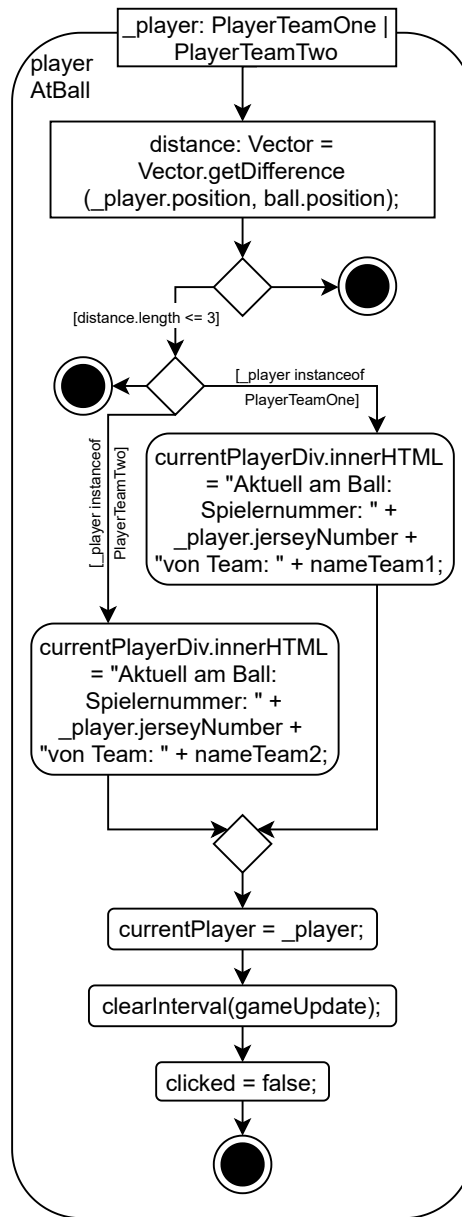 _player: PlayerTeamOne |
PlayerTeamTwo
player
AtBall
distance: Vector =
Vector.getDifference
(_player.position, ball.position);
[distance.length <= 3]
[_player instanceof
PlayerTeamOne]
[_player instanceof
PlayerTeamTwo]
currentPlayerDiv.innerHTML
= "Aktuell am Ball:
Spielernummer: " +
_player.jerseyNumber +
"von Team: " + nameTeam1;
currentPlayerDiv.innerHTML
= "Aktuell am Ball:
Spielernummer: " +
_player.jerseyNumber +
"von Team: " + nameTeam2;
currentPlayer = _player;
clearInterval(gameUpdate);
clicked = false;